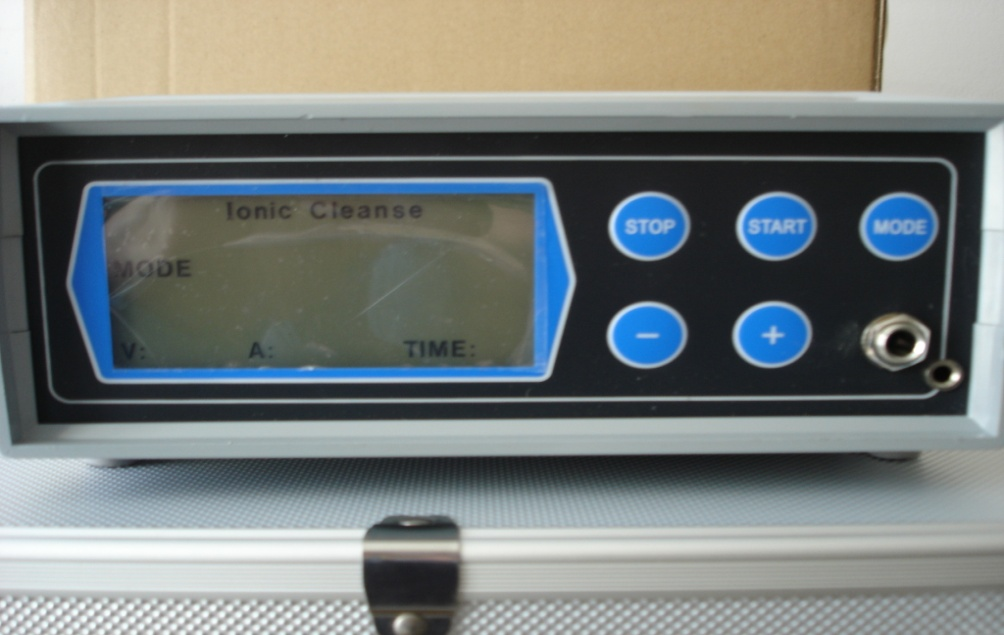 Ionic Cleanse
MODE
V: A: TIME:
STOP START MODE
- +